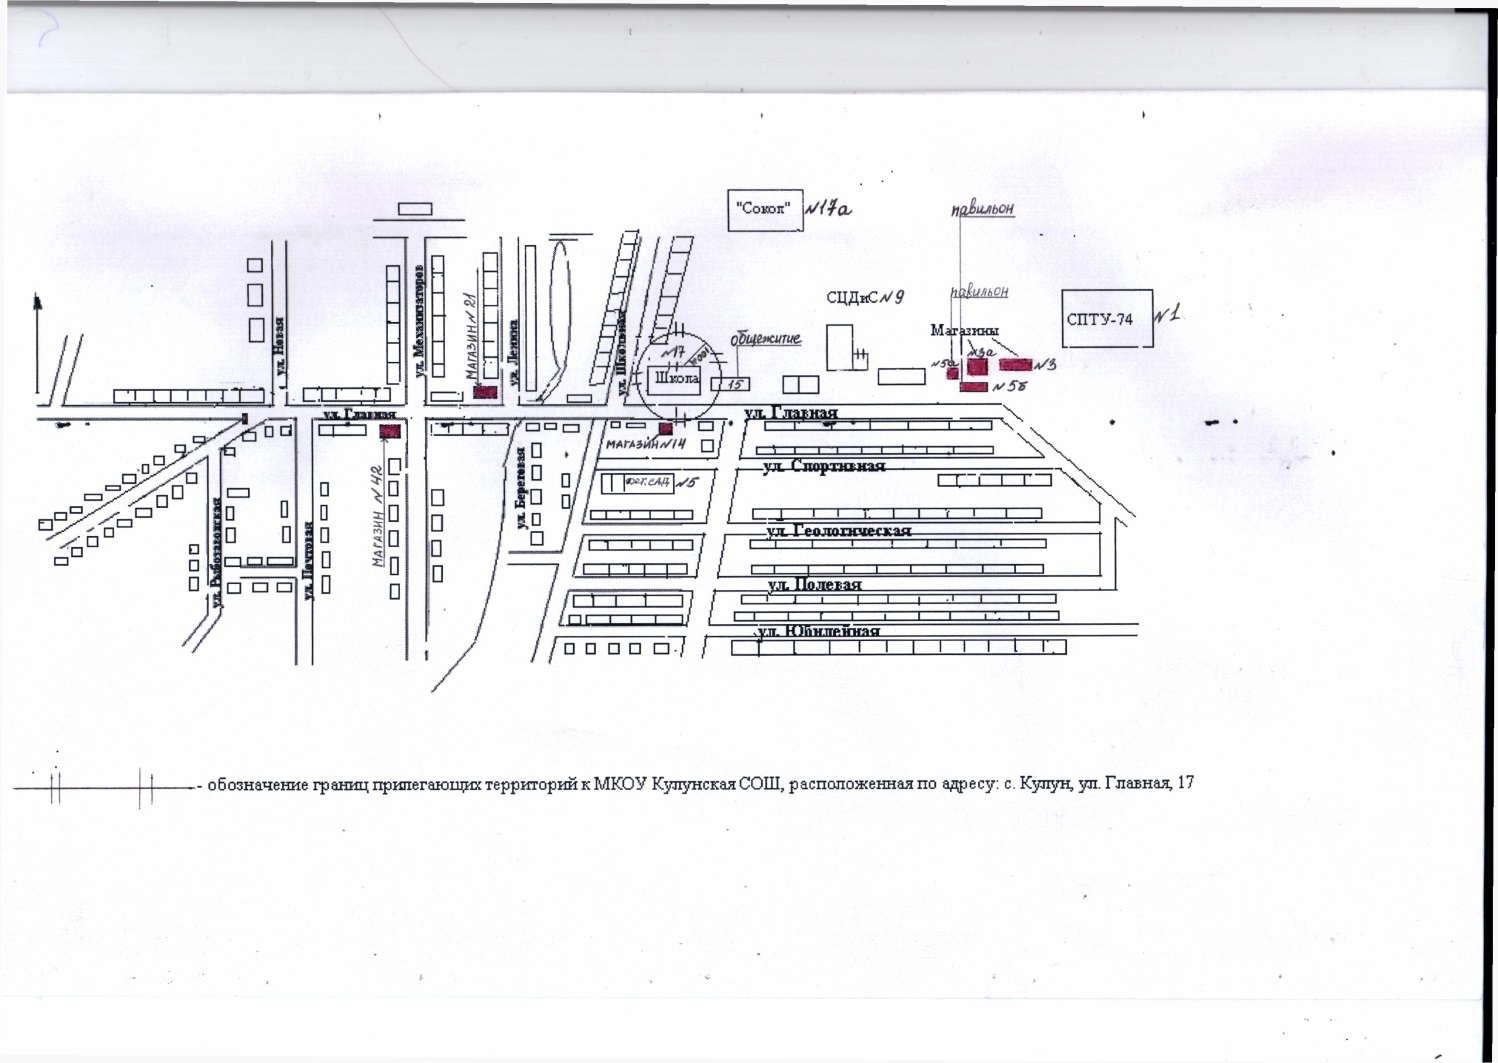 "Сокол" №17а
павильон
СЦДиС №9
павильон
СПТУ-74 №1
Магазины
№3а
№5а
№3
№5б
общежитие
15
№17
100м
Школа
ул. Новая
ул. Механизаторов
МАГАЗИН №21
ул. Ленина
ул. Школьная
ул. Главная
ул. Главная
МАГАЗИН №14
ул. Спортивная
дет.САД №5
ул. Береговая
МАГАЗИН №42
ул. Рыбозаводская
ул. Почтовая
ул. Геологическая
ул. Полевая
ул. Юбилейная
- обозначение границ прилегающих территорий к МКОУ Кулунская СОШ, расположенная по адресу: с. Кулун, ул. Главная, 17